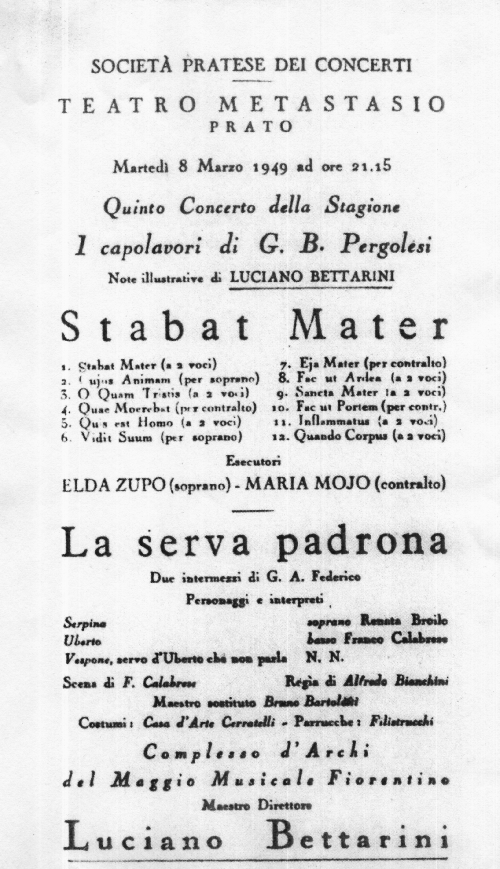 SOCIETÀ PRATESE DEI CONCERTI
TEATRO METASTASIO
PRATO
Martedì 8 Marzo 1949 ad ore 21.15
Quinto Concerto della Stagione
I capolavori di G. B. Pergolesi
Note illustrative di LUCIANO BETTARINI
Stabat Mater
1. Stabat Mater (a 2 voci)
2. Cujus Animam (per soprano)
3. O Quam Tristis (a 2 voci)
4. Quae Moerebat (per contralto)
5. Quis est Homo (a 2 voci)
6. Vidit Suum (per soprano)
7. Eja Mater (per contralto)
8. Fac ut Ardea (a 2 voci)
9. Sancta Mater (a 2 voci)
10. Fac ut Portem (per contr.)
11. Inflammatus (a 2 voci)
12. Quando Corpus (a 2 voci)
Esecutori
ELDA ZUPO (soprano) - MARIA MOJO (contralto)
La serva padrona
Due intermezzi di G. A. Federico
Personaggi e interpreti
Serpina soprano Renata Broilo
Uberto basso Franco Calabrese
Vespone, servo d'Uberto che non parla N. N.
Scena di F. Calabrese Regia di Alfredo Bianchini
Maestro sostituto Bruno Bartoletti
Costumi: Casa d'Arte Cerratelli - Parrucche: Filistrucchi
Complesso d'Archi
del Maggio Musicale Fiorentino
Maestro Direttore
Luciano Bettarini